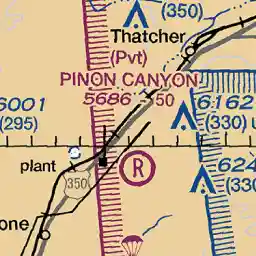 (350)
Thatcher
(Pvt)
PINON CANYON
5686 - 50
6001
(295)
6162
(330) u
plant
350
R
624
(330
one